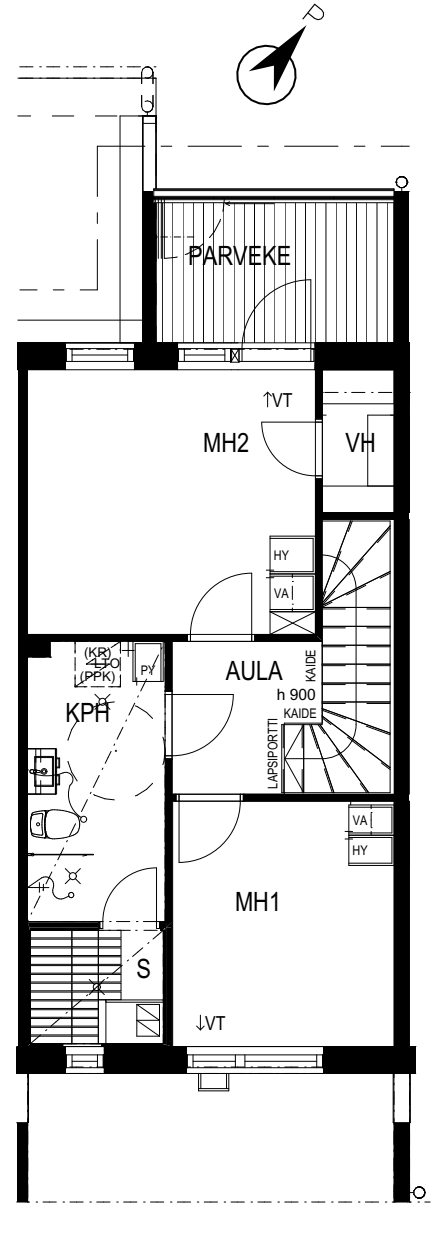 P
PARVEKE
↑VT
MH2
VH
HY
VA
(KR)
LTO
(PPK)
PY
AULA
KAIDE
h 900
KAIDE
LAPSIPORTTI
KPH
VA
HY
MH1
S
↓VT